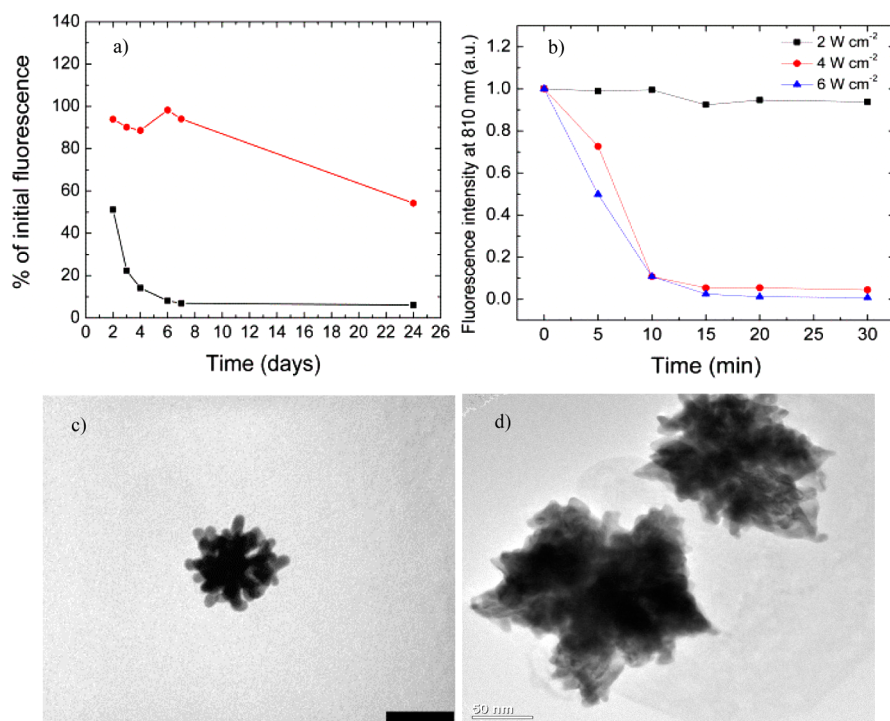 a)
% of initial fluorescence
140
120
100
80
60
40
20
0
0 2 4 6 8 10 12 14 16 18 20 22 24 26
Time (days)
b)
2 W cm⁻²
4 W cm⁻²
6 W cm⁻²
Fluorescence intensity at 810 nm (a.u.)
1.0
0.8
0.6
0.4
0.2
0.0
0 5 10 15 20 25 30
Time (min)
c)
d)
50 nm